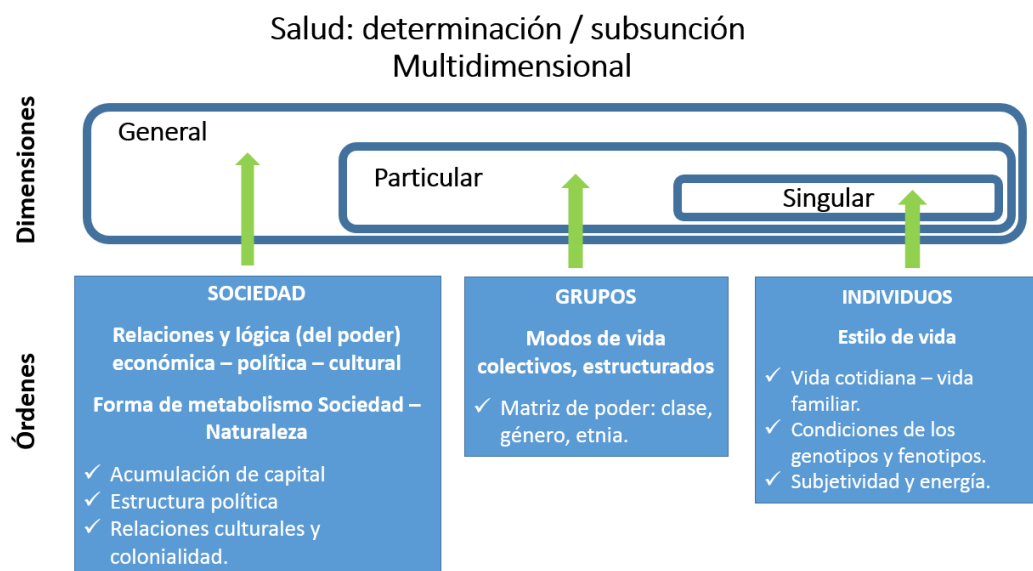 Salud: determinación / subsunción
Multidimensional
Dimensiones
General
Particular
Singular
Órdenes
SOCIEDAD
Relaciones y lógica (del poder)
económica – política – cultural
Forma de metabolismo Sociedad –
Naturaleza
✓ Acumulación de capital
✓ Estructura política
✓ Relaciones culturales y
colonialidad.
GRUPOS
Modos de vida
colectivos, estructurados
✓ Matriz de poder: clase,
género, etnia.
INDIVIDUOS
Estilo de vida
✓ Vida cotidiana – vida
familiar.
✓ Condiciones de los
genotipos y fenotipos.
✓ Subjetividad y energía.